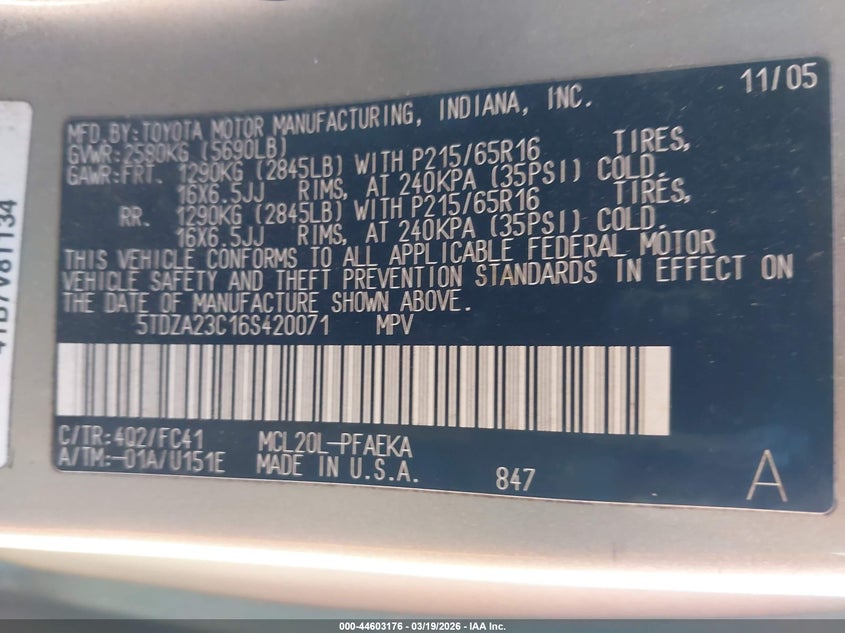 11/05
MFD. BY: TOYOTA MOTOR MANUFACTURING, INDIANA, INC.
GVWR: 2580KG (5690LB)
GAWR: FRT. 1290KG (2845LB) WITH P215/65R16 TIRES,
16X6.5JJ RIMS, AT 240KPA (35PSI) COLD.
RR. 1290KG (2845LB) WITH P215/65R16 TIRES,
16X6.5JJ RIMS, AT 240KPA (35PSI) COLD.
THIS VEHICLE CONFORMS TO ALL APPLICABLE FEDERAL MOTOR
VEHICLE SAFETY AND THEFT PREVENTION STANDARDS IN EFFECT ON
THE DATE OF MANUFACTURE SHOWN ABOVE.
5TDZA23C16S420071 MPV
C/TR: 4Q2/FC41 MCL20L-PFAEKA
A/TM: -01A/U151E MADE IN U.S.A. 847 A
000-44603176 | 03/19/2026 | IAA Inc.